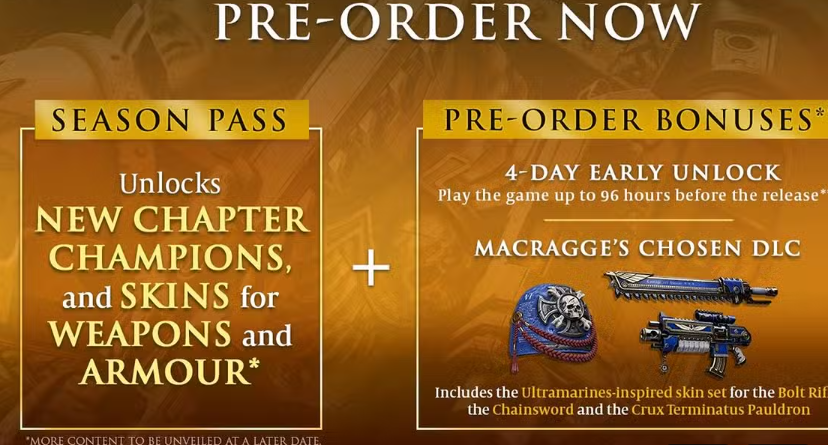 PRE-ORDER NOW
SEASON PASS
Unlocks
NEW CHAPTER
CHAMPIONS,
and SKINS for
WEAPONS and
ARMOUR*
*MORE CONTENT TO BE UNVEILED AT A LATER DATE.
+
PRE-ORDER BONUSES*
4-DAY EARLY UNLOCK
Play the game up to 96 hours before the release*
MACRAGGE'S CHOSEN DLC
Includes the Ultramarines-inspired skin set for the Bolt
the Chainsword and the Crux Terminatus Pauldron